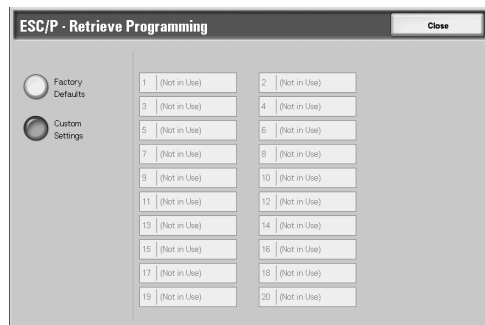 ESC/P - Retrieve Programming
Close
Factory
Defaults
Custom
Settings
1 (Not in Use)
2 (Not in Use)
3 (Not in Use)
4 (Not in Use)
5 (Not in Use)
6 (Not in Use)
7 (Not in Use)
8 (Not in Use)
9 (Not in Use)
10 (Not in Use)
11 (Not in Use)
12 (Not in Use)
13 (Not in Use)
14 (Not in Use)
15 (Not in Use)
16 (Not in Use)
17 (Not in Use)
18 (Not in Use)
19 (Not in Use)
20 (Not in Use)